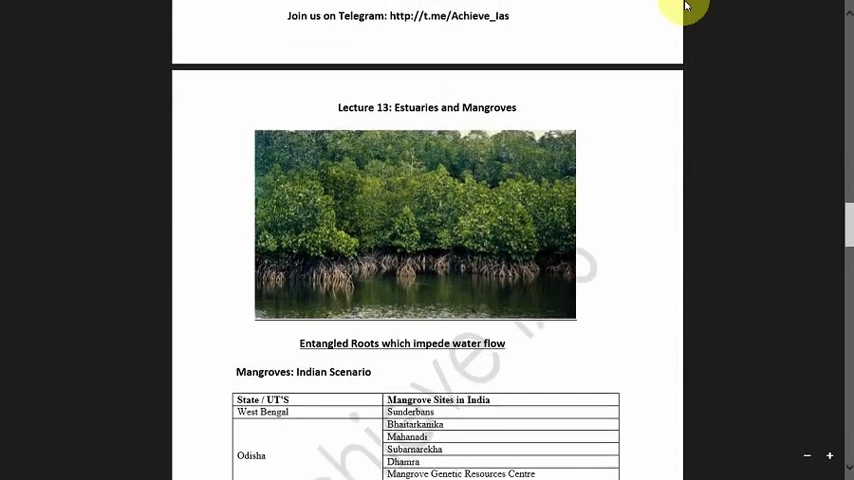 Join us on Telegram: http://t.me/Achieve_Ias
Lecture 13: Estuaries and Mangroves
Entangled Roots which impede water flow
Mangroves: Indian Scenario
State / UT'S Mangrove Sites in India
West Bengal Sunderbans
Bhaitarkanika
Mahanadi
Odisha Subarnarekha
Dhamra
Mangrove Genetic Resources Centre